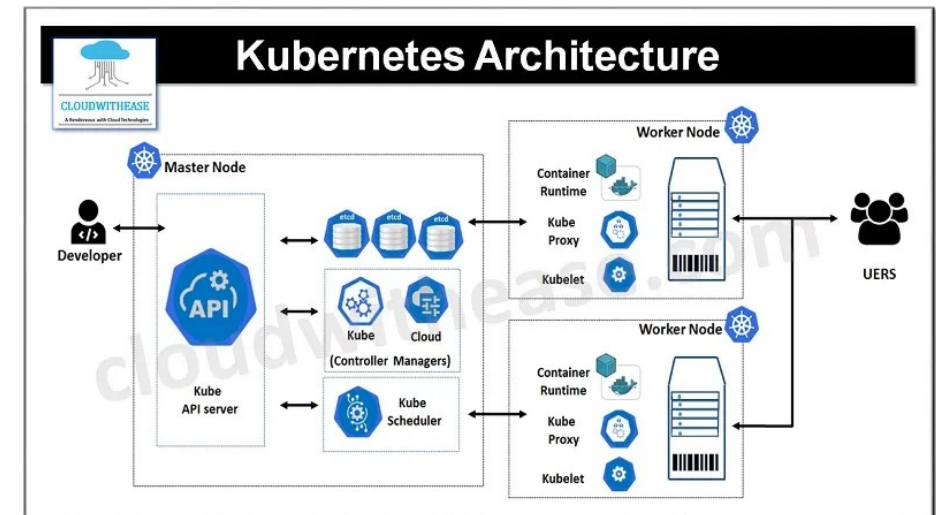 Kubernetes Architecture
CLOUDWITHEASE
A Rendezvous with Cloud Technologies
Master Node
Developer
API
Kube
API server
etcd
etcd
etcd
Kube
Cloud
(Controller Managers)
Kube
Scheduler
Worker Node
Container
Runtime
Kube
Proxy
Kubelet
Worker Node
Container
Runtime
Kube
Proxy
Kubelet
UERS
cloudwithease.com